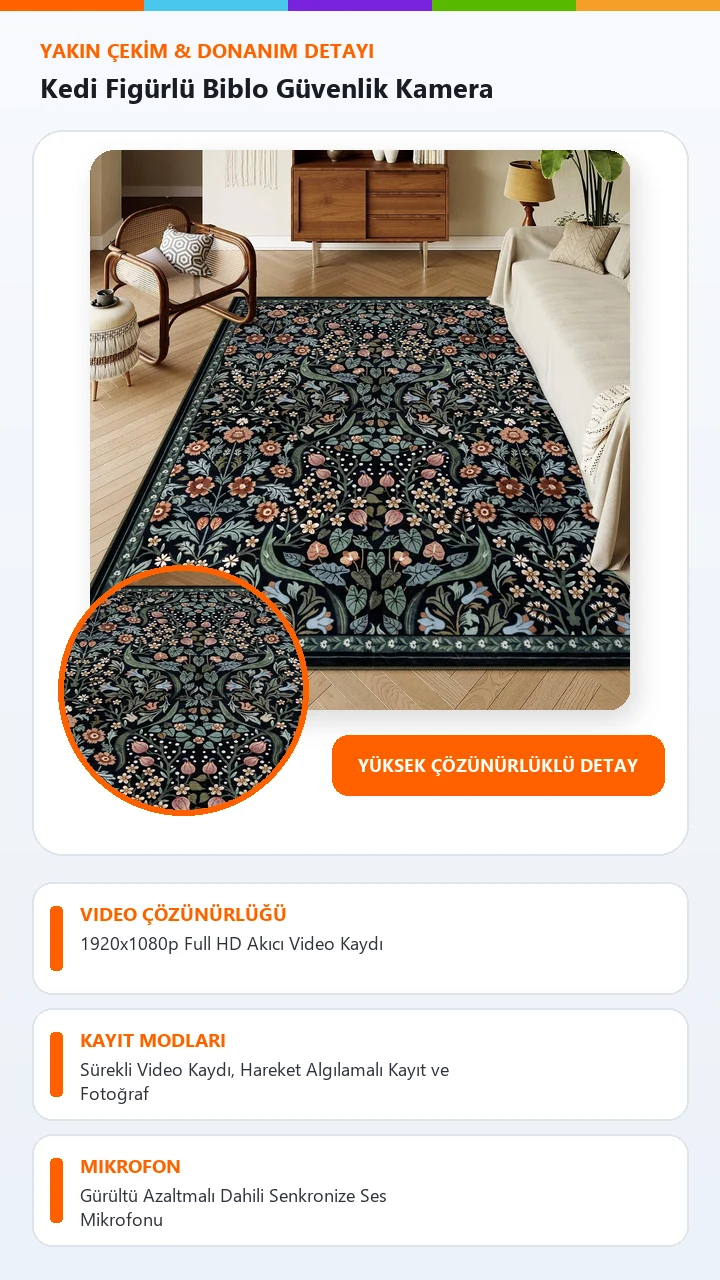 YAKIN ÇEKİM & DONANIM DETAYI
Kedi Figürlü Biblo Güvenlik Kamera
YÜKSEK ÇÖZÜNÜRLÜKLÜ DETAY
VIDEO ÇÖZÜNÜRLÜĞÜ
1920x1080p Full HD Akıcı Video Kaydı
KAYIT MODLARI
Sürekli Video Kaydı, Hareket Algılamalı Kayıt ve
Fotoğraf
MIKROFON
Gürültü Azaltmalı Dahili Senkronize Ses
Mikrofonu